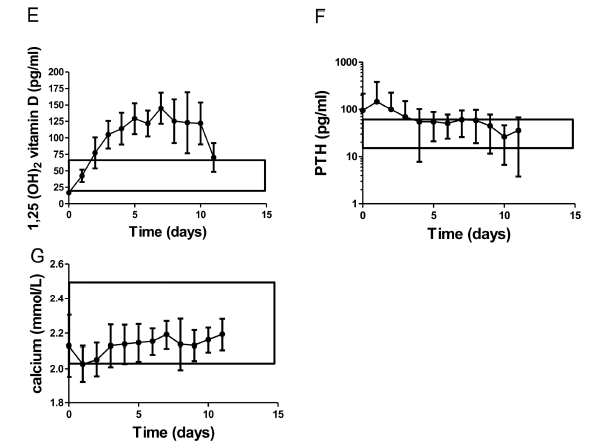 E
1,25 (OH)2 vitamin D (pg/ml)
200
175
150
125
100
75
50
25
0
0 5 10 15
Time (days)
F
PTH (pg/ml)
1000
100
10
1
0 5 10 15
Time (days)
G
calcium (mmol/L)
2.6
2.4
2.2
2.0
1.8
0 5 10 15
Time (days)